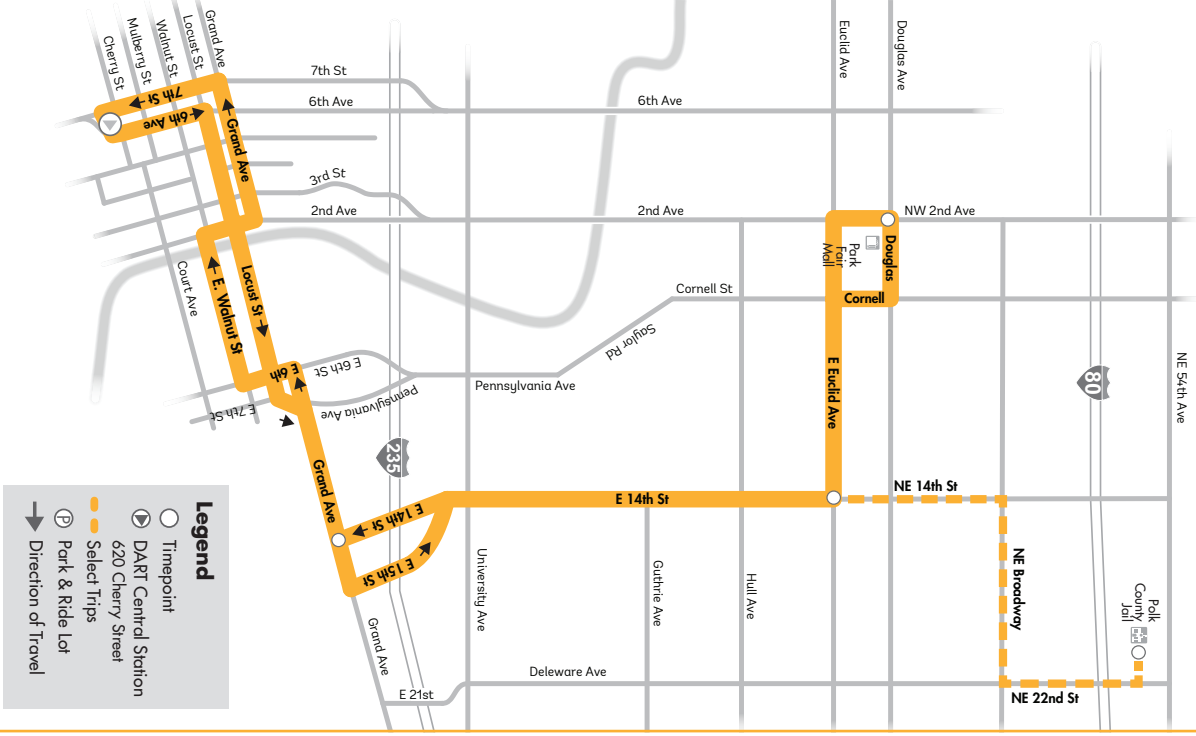 Grand Ave
Locust St
Walnut St
Mulberry St
Cherry St
7th St
6th Ave
6th Ave
Euclid Ave
Douglas Ave
7th St
6th Ave
Grand Ave
3rd St
2nd Ave
2nd Ave
NW 2nd Ave
Park
Fair
Mall
Douglas
Cornell
Cornell St
Saylor Rd
Court Ave
E. Walnut St
Locust St
E 6th
E 6th St
Pennsylvania Ave
Pennsylvania Ave
E 7th St
E Euclid Ave
80
NE 54th Ave
235
Grand Ave
E 14th St
E 15th St
E 14th St
NE 14th St
NE Broadway
University Ave
Guthrie Ave
Hull Ave
Polk
County
Jail
Grand Ave
E 21st
Deleware Ave
NE 22nd St
Legend
Timepoint
DART Central Station
620 Cherry Street
Select Trips
P Park & Ride Lot
Direction of Travel